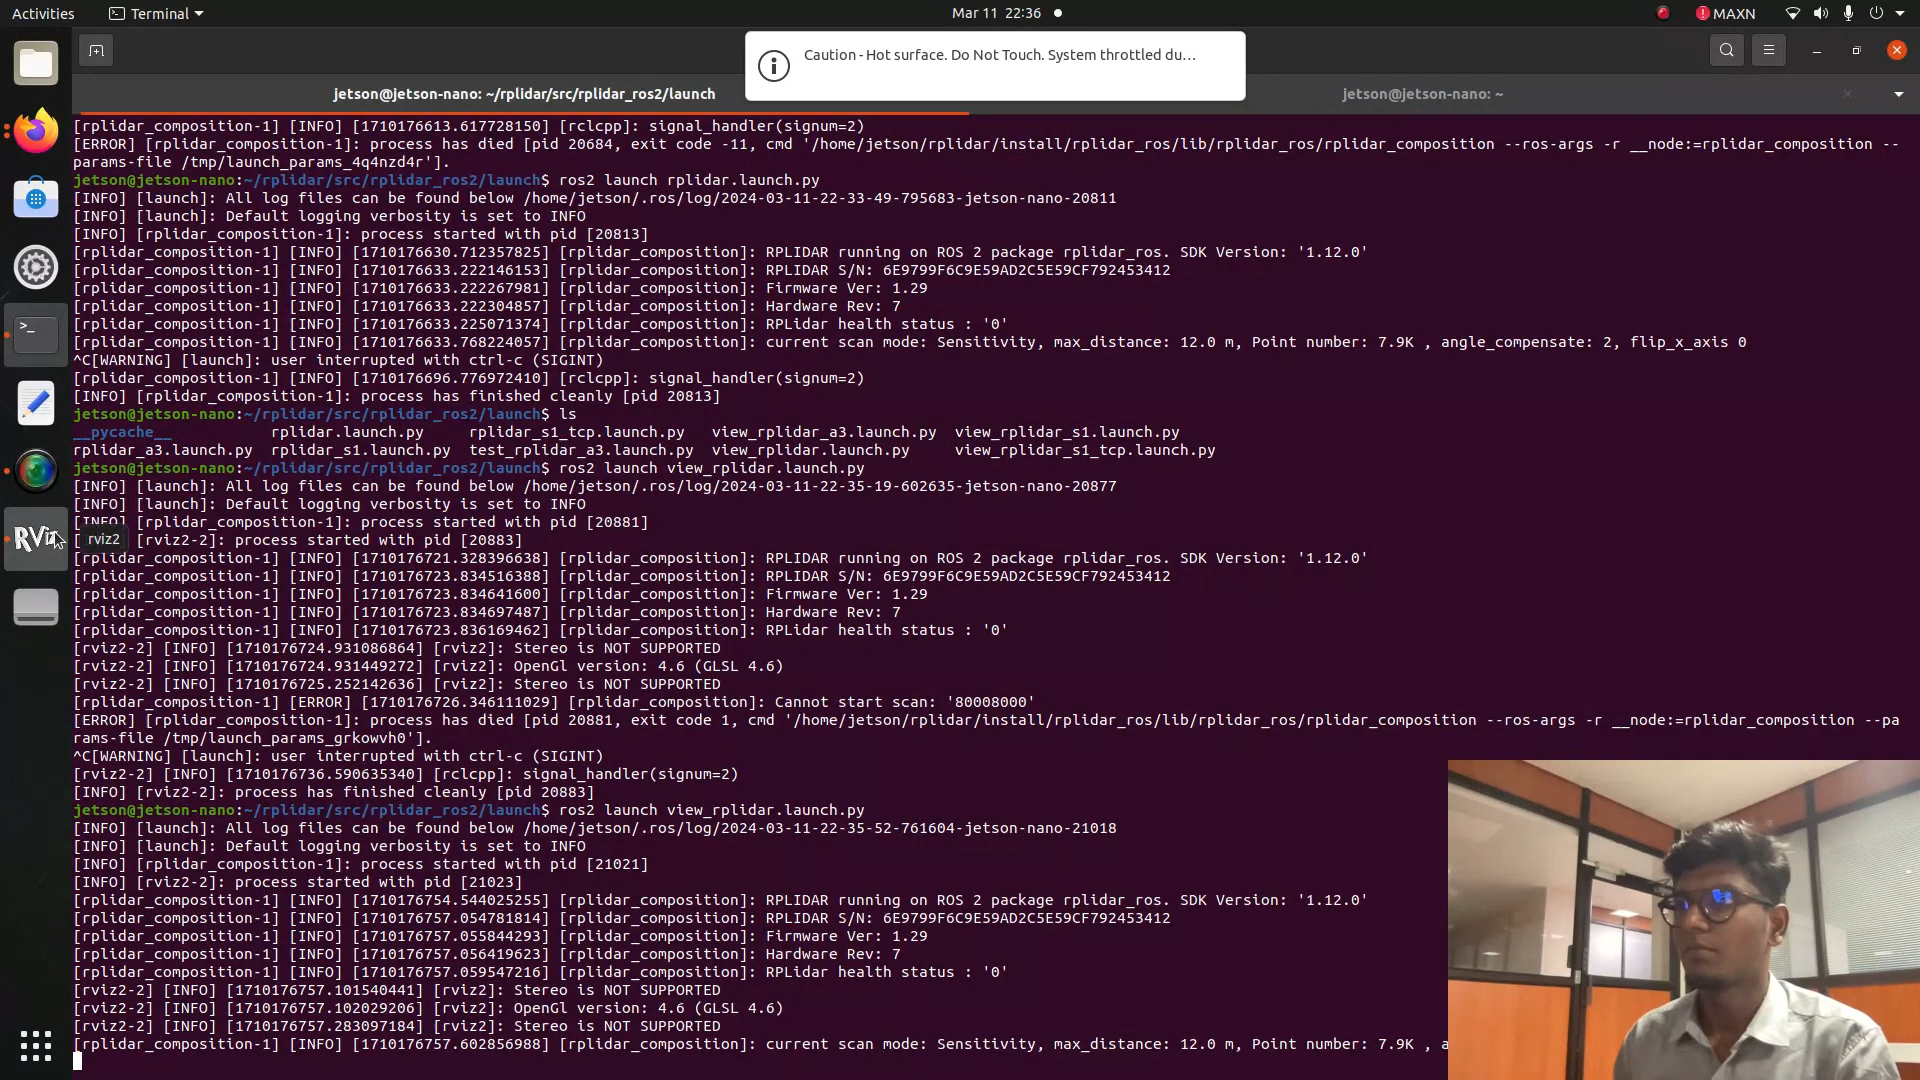 Activities
Terminal
Mar 11 22:36
MAXN
Caution - Hot surface. Do Not Touch. System throttled du...
jetson@jetson-nano: ~/rplidar/src/rplidar_ros2/launch
jetson@jetson-nano: ~
[rplidar_composition-1] [INFO] [1710176613.617728150] [rclcpp]: signal_handler(signum=2)
[ERROR] [rplidar_composition-1]: process has died [pid 20684, exit code -11, cmd '/home/jetson/rplidar/install/rplidar_ros/lib/rplidar_ros/rplidar_composition --ros-args -r __node:=rplidar_composition --
params-file /tmp/launch_params_4q4nzd4r'].
jetson@jetson-nano:~/rplidar/src/rplidar_ros2/launch$ ros2 launch rplidar.launch.py
[INFO] [launch]: All log files can be found below /home/jetson/.ros/log/2024-03-11-22-33-49-795683-jetson-nano-20811
[INFO] [launch]: Default logging verbosity is set to INFO
[INFO] [rplidar_composition-1]: process started with pid [20813]
[rplidar_composition-1] [INFO] [1710176630.712357825] [rplidar_composition]: RPLIDAR running on ROS 2 package rplidar_ros. SDK Version: '1.12.0'
[rplidar_composition-1] [INFO] [1710176633.222146153] [rplidar_composition]: RPLIDAR S/N: 6E9799F6C9E59AD2C5E59CF792453412
[rplidar_composition-1] [INFO] [1710176633.222267981] [rplidar_composition]: Firmware Ver: 1.29
[rplidar_composition-1] [INFO] [1710176633.222304857] [rplidar_composition]: Hardware Rev: 7
[rplidar_composition-1] [INFO] [1710176633.225071374] [rplidar_composition]: RPLidar health status : '0'
[rplidar_composition-1] [INFO] [1710176633.768224057] [rplidar_composition]: current scan mode: Sensitivity, max_distance: 12.0 m, Point number: 7.9K , angle_compensate: 2, flip_x_axis 0
^C[WARNING] [launch]: user interrupted with ctrl-c (SIGINT)
[rplidar_composition-1] [INFO] [1710176696.776972410] [rclcpp]: signal_handler(signum=2)
[INFO] [rplidar_composition-1]: process has finished cleanly [pid 20813]
jetson@jetson-nano:~/rplidar/src/rplidar_ros2/launch$ ls
__pycache__ rplidar.launch.py rplidar_s1_tcp.launch.py view_rplidar_a3.launch.py view_rplidar_s1.launch.py
rplidar_a3.launch.py rplidar_s1.launch.py test_rplidar_a3.launch.py view_rplidar.launch.py view_rplidar_s1_tcp.launch.py
jetson@jetson-nano:~/rplidar/src/rplidar_ros2/launch$ ros2 launch view_rplidar.launch.py
[INFO] [launch]: All log files can be found below /home/jetson/.ros/log/2024-03-11-22-35-19-602635-jetson-nano-20877
[INFO] [launch]: Default logging verbosity is set to INFO
[INFO] [rplidar_composition-1]: process started with pid [20881]
RViz
rviz2
[ [rviz2-2]: process started with pid [20883]
[rplidar_composition-1] [INFO] [1710176721.328396638] [rplidar_composition]: RPLIDAR running on ROS 2 package rplidar_ros. SDK Version: '1.12.0'
[rplidar_composition-1] [INFO] [1710176723.834516388] [rplidar_composition]: RPLIDAR S/N: 6E9799F6C9E59AD2C5E59CF792453412
[rplidar_composition-1] [INFO] [1710176723.834641600] [rplidar_composition]: Firmware Ver: 1.29
[rplidar_composition-1] [INFO] [1710176723.834697487] [rplidar_composition]: Hardware Rev: 7
[rplidar_composition-1] [INFO] [1710176723.836169462] [rplidar_composition]: RPLidar health status : '0'
[rviz2-2] [INFO] [1710176724.931086864] [rviz2]: Stereo is NOT SUPPORTED
[rviz2-2] [INFO] [1710176724.931449272] [rviz2]: OpenGl version: 4.6 (GLSL 4.6)
[rviz2-2] [INFO] [1710176725.252142636] [rviz2]: Stereo is NOT SUPPORTED
[rplidar_composition-1] [ERROR] [1710176726.346111029] [rplidar_composition]: Cannot start scan: '80008000'
[ERROR] [rplidar_composition-1]: process has died [pid 20881, exit code 1, cmd '/home/jetson/rplidar/install/rplidar_ros/lib/rplidar_ros/rplidar_composition --ros-args -r __node:=rplidar_composition --pa
rams-file /tmp/launch_params_grkowvh0'].
^C[WARNING] [launch]: user interrupted with ctrl-c (SIGINT)
[rviz2-2] [INFO] [1710176736.590635340] [rclcpp]: signal_handler(signum=2)
[INFO] [rviz2-2]: process has finished cleanly [pid 20883]
jetson@jetson-nano:~/rplidar/src/rplidar_ros2/launch$ ros2 launch view_rplidar.launch.py
[INFO] [launch]: All log files can be found below /home/jetson/.ros/log/2024-03-11-22-35-52-761604-jetson-nano-21018
[INFO] [launch]: Default logging verbosity is set to INFO
[INFO] [rplidar_composition-1]: process started with pid [21021]
[INFO] [rviz2-2]: process started with pid [21023]
[rplidar_composition-1] [INFO] [1710176754.544025255] [rplidar_composition]: RPLIDAR running on ROS 2 package rplidar_ros. SDK Version: '1.12.0'
[rplidar_composition-1] [INFO] [1710176757.054781814] [rplidar_composition]: RPLIDAR S/N: 6E9799F6C9E59AD2C5E59CF792453412
[rplidar_composition-1] [INFO] [1710176757.055844293] [rplidar_composition]: Firmware Ver: 1.29
[rplidar_composition-1] [INFO] [1710176757.056419623] [rplidar_composition]: Hardware Rev: 7
[rplidar_composition-1] [INFO] [1710176757.059547216] [rplidar_composition]: RPLidar health status : '0'
[rviz2-2] [INFO] [1710176757.101540441] [rviz2]: Stereo is NOT SUPPORTED
[rviz2-2] [INFO] [1710176757.102029206] [rviz2]: OpenGl version: 4.6 (GLSL 4.6)
[rviz2-2] [INFO] [1710176757.283097184] [rviz2]: Stereo is NOT SUPPORTED
[rplidar_composition-1] [INFO] [1710176757.602856988] [rplidar_composition]: current scan mode: Sensitivity, max_distance: 12.0 m, Point number: 7.9K , a